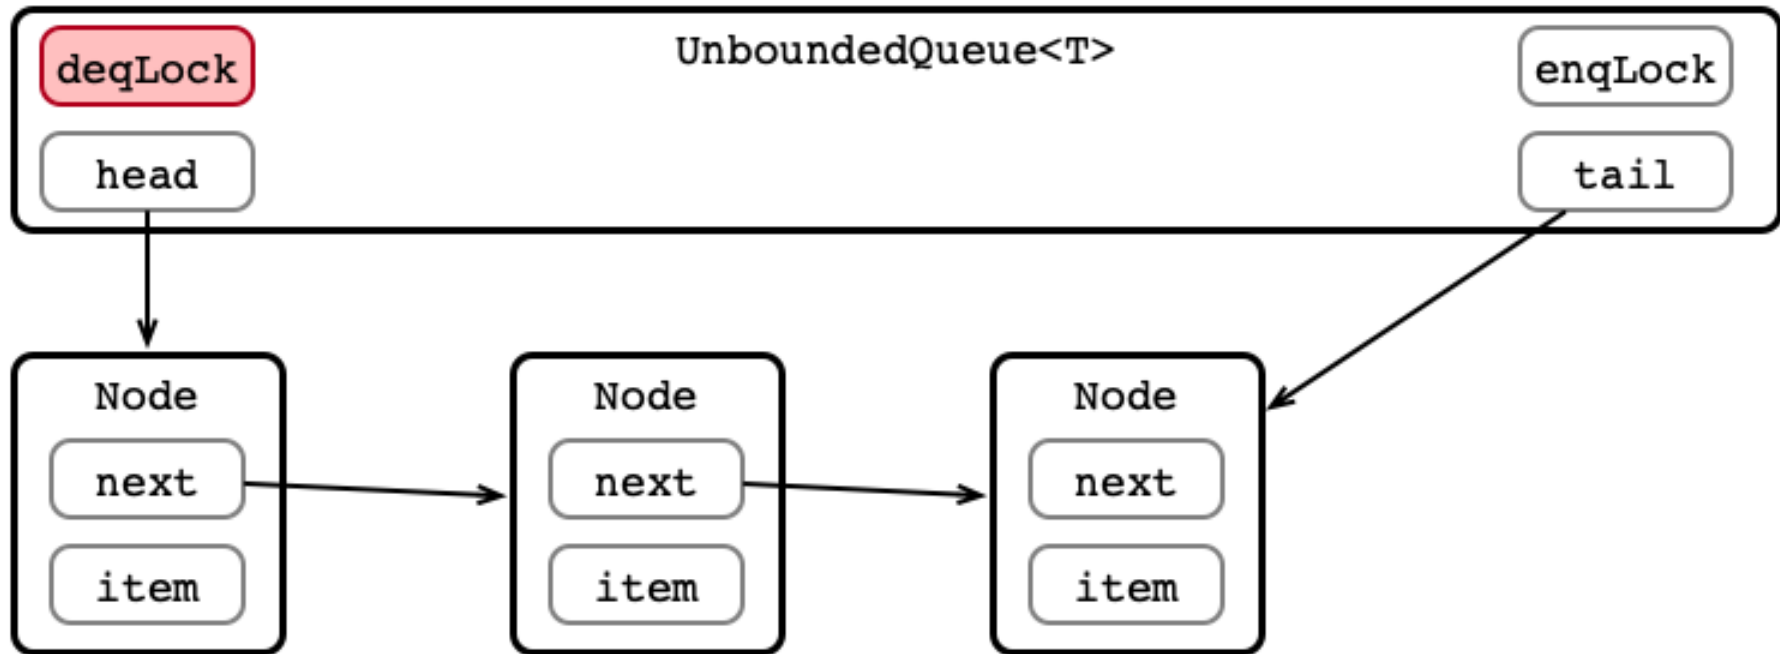 deqLock
UnboundedQueue<T>
enqLock
head
tail
Node
Node
Node
next
next
next
item
item
item